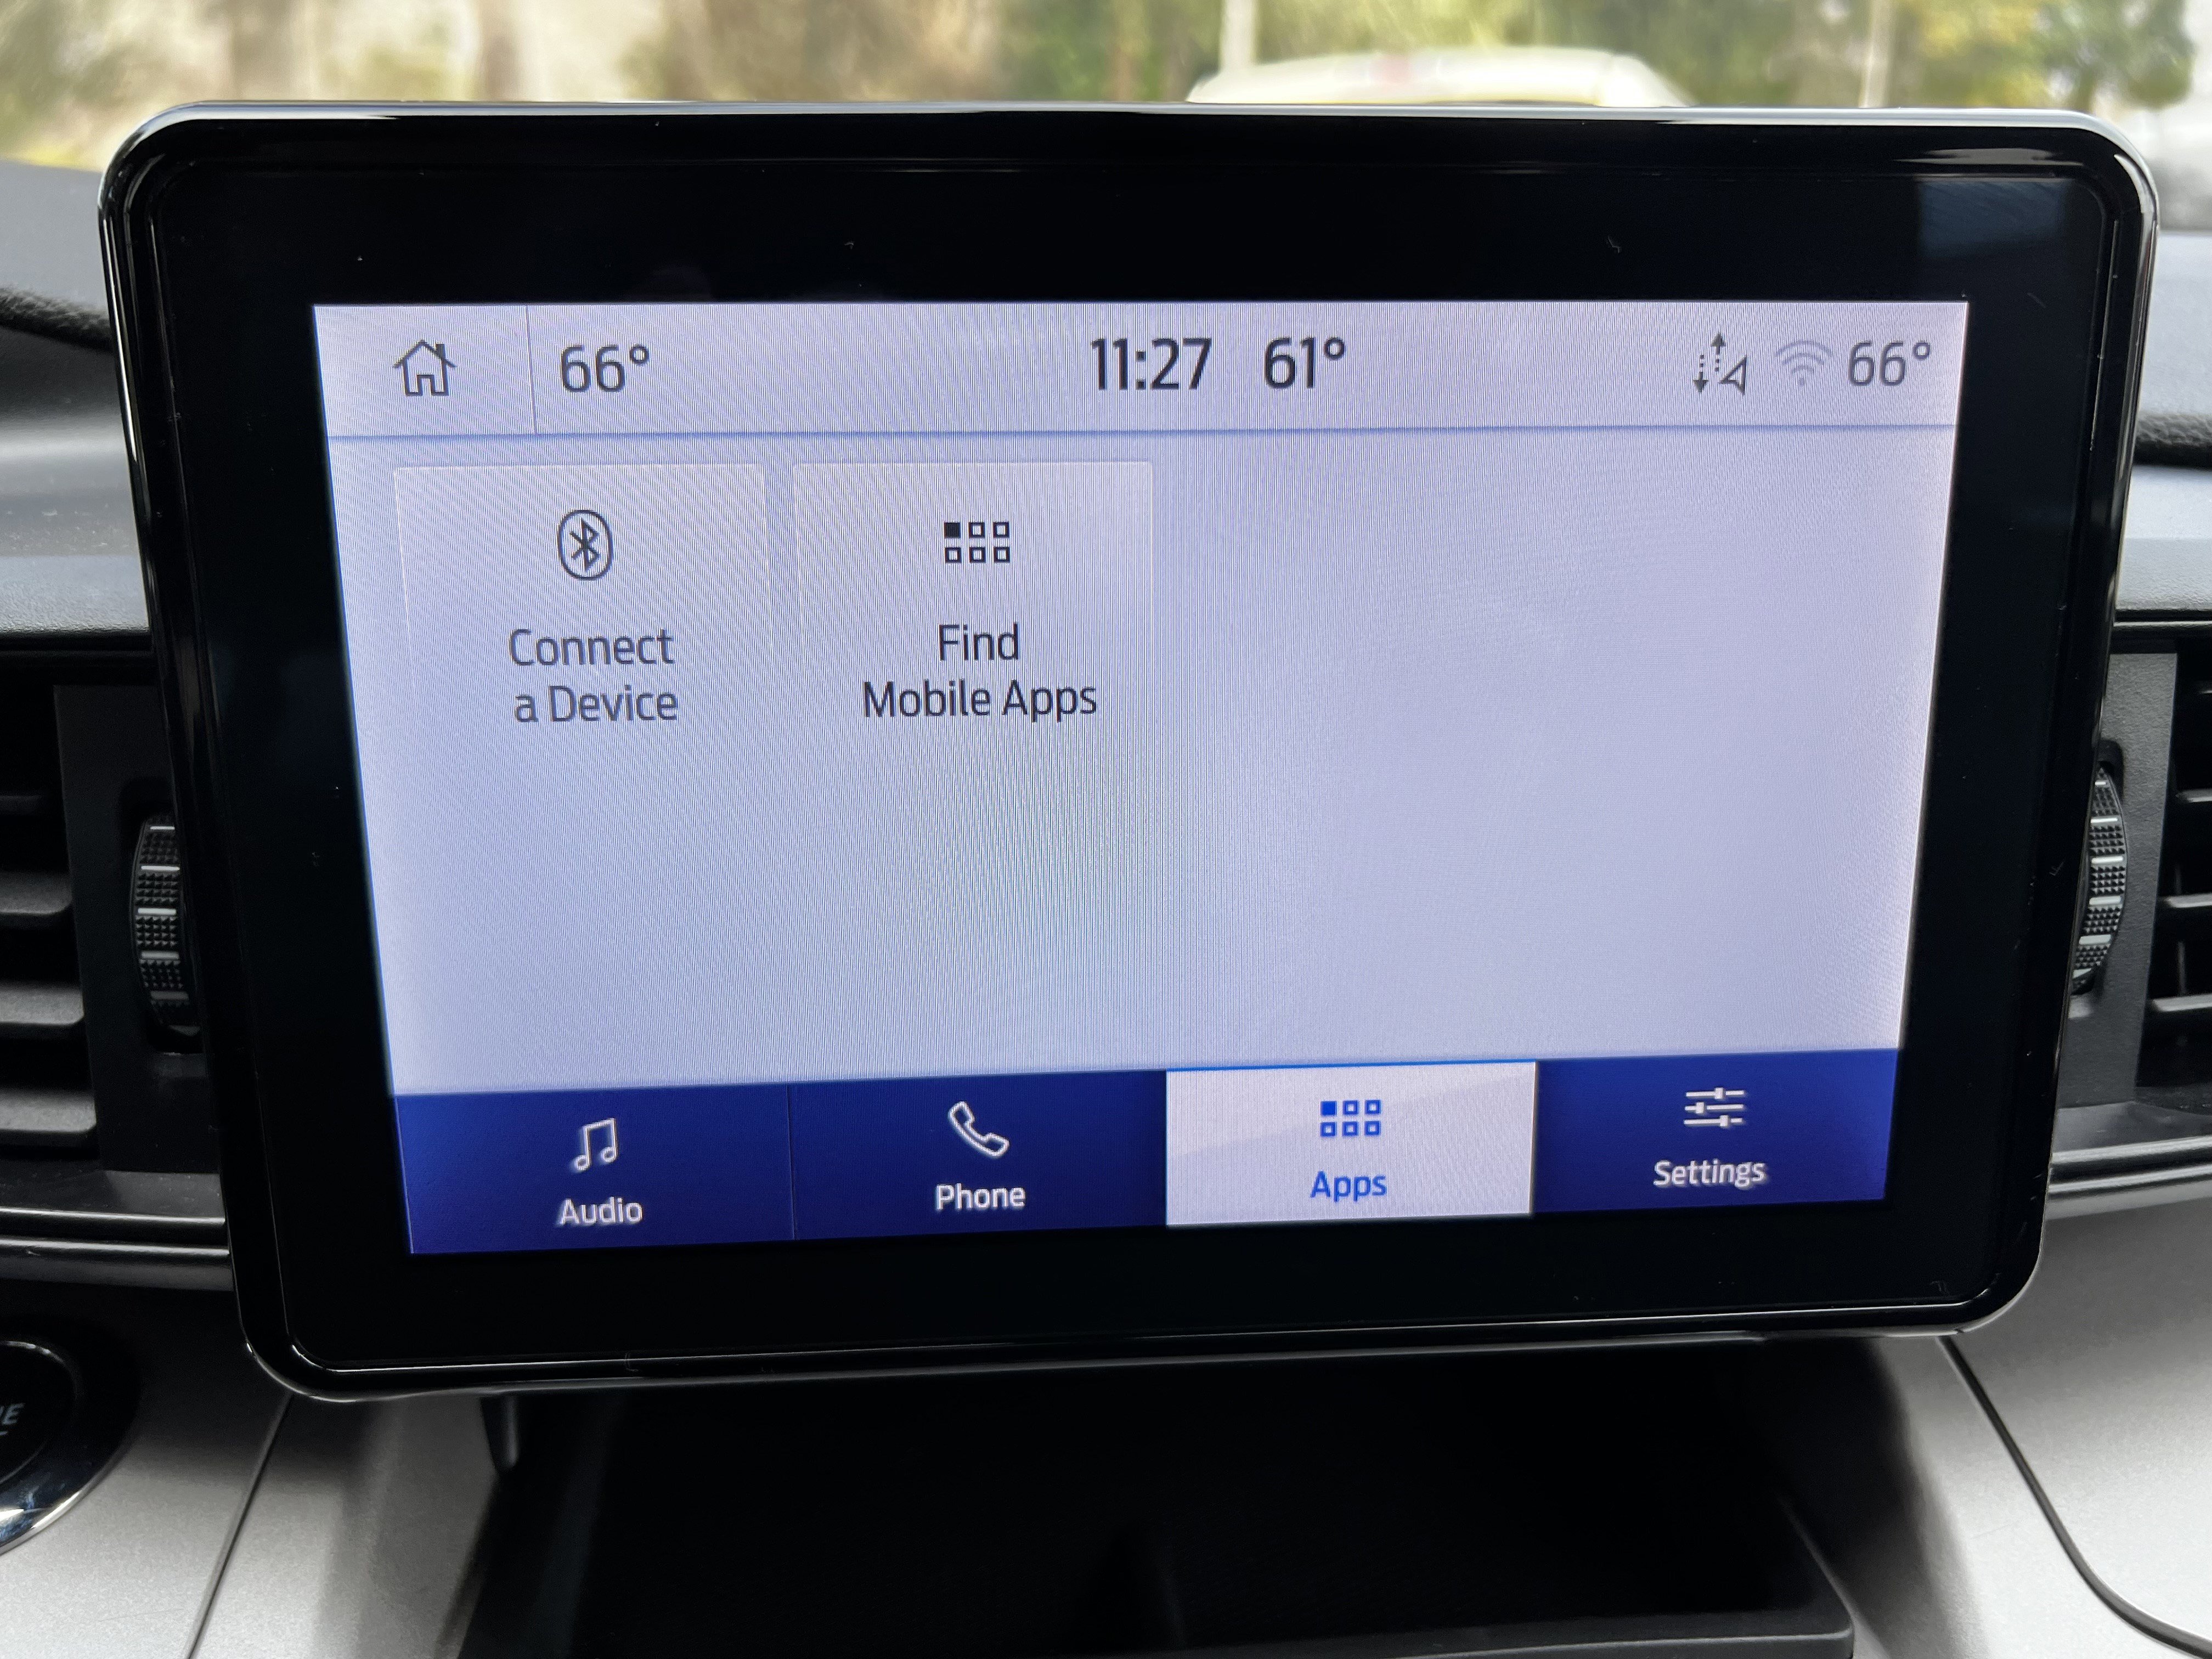 66° 11:27 61° 66°
Connect
a Device
Find
Mobile Apps
Audio
Phone
Apps
Settings